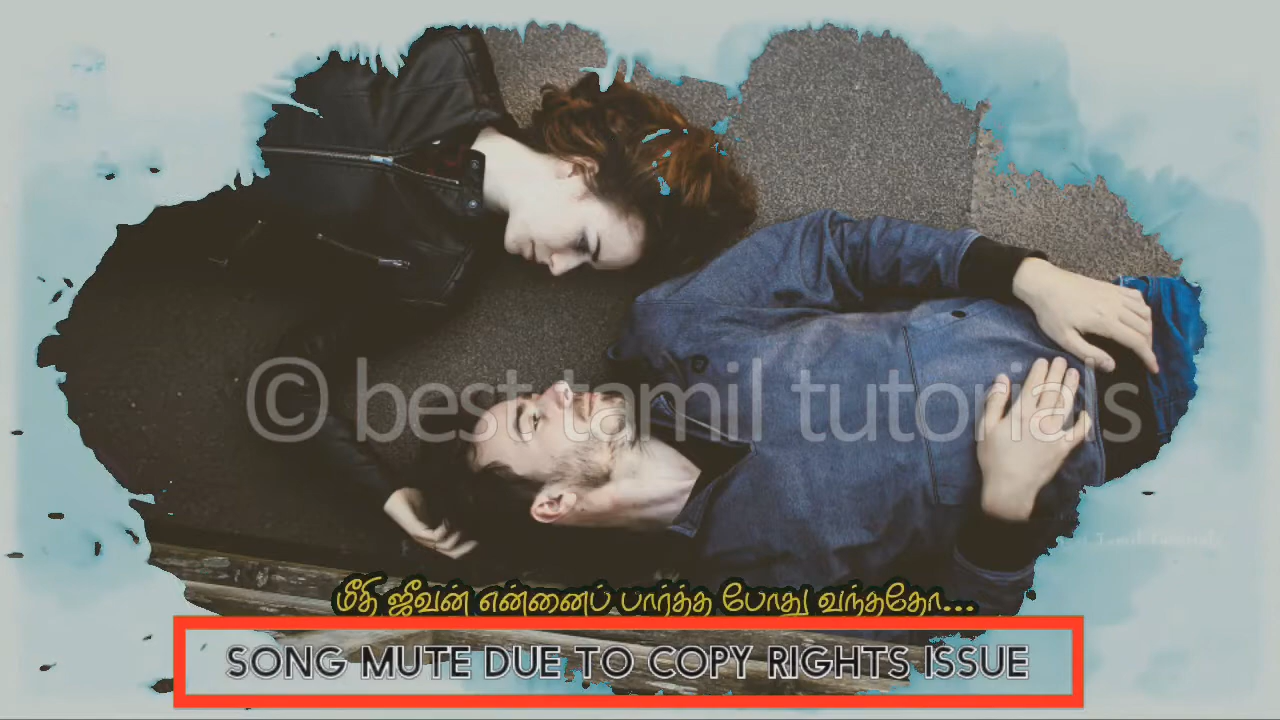 © best tamil tutorials
மீதி ஜீவன் என்னைப் பார்த்த போது வந்ததோ...
SONG MUTE DUE TO COPY RIGHTS ISSUE